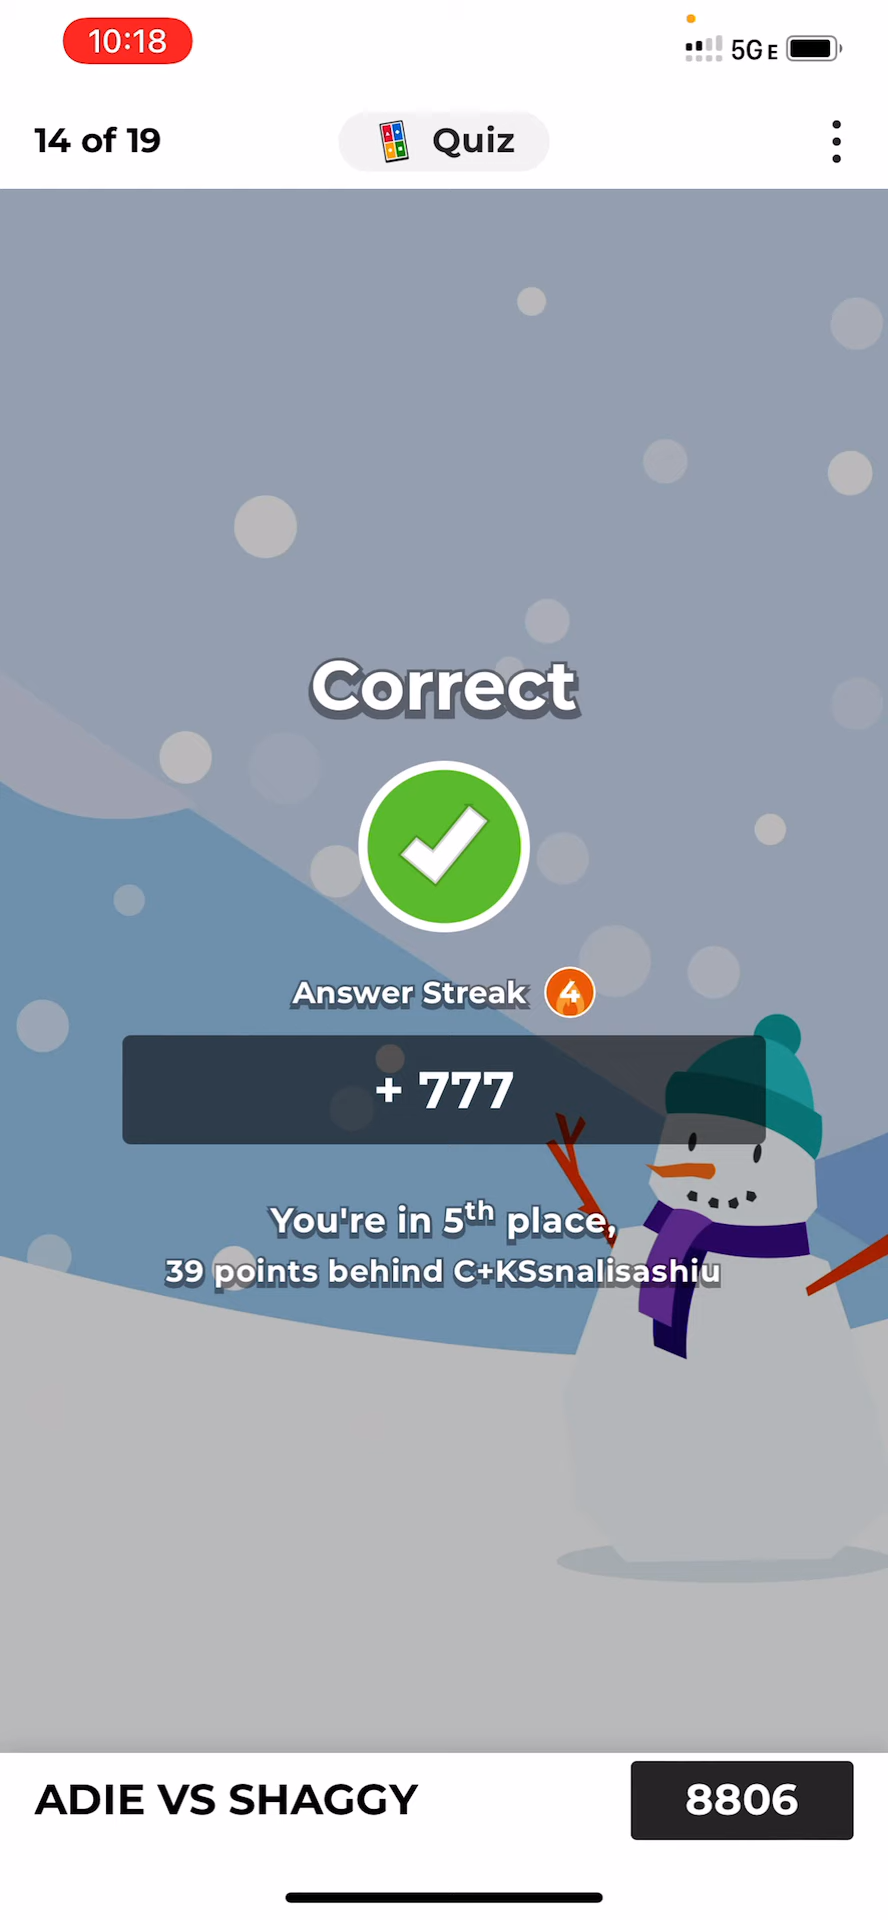 10:18
5G E
14 of 19
Quiz
Correct
Answer Streak 4
+ 777
You're in 5th place,
39 points behind C+KSsnalisashiu
ADIE VS SHAGGY
8806